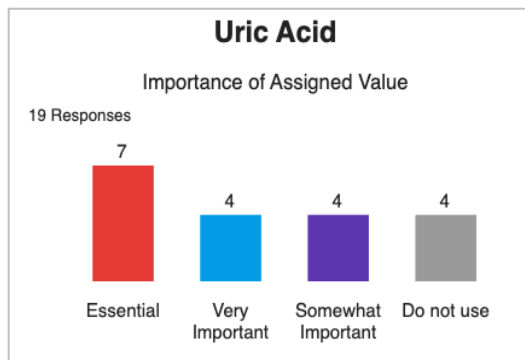 Uric Acid
Importance of Assigned Value
19 Responses
7
4
4
4
Essential
Very
Important
Somewhat
Important
Do not use